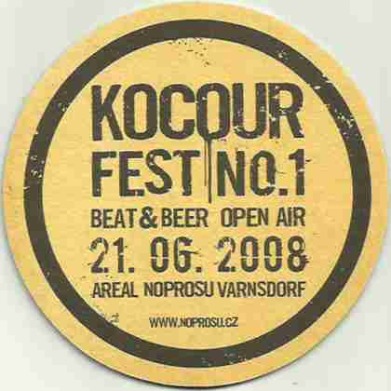 KOCOUR
FEST NO.1
BEAT & BEER OPEN AIR
21. 06. 2008
AREAL NOPROSU VARNSDORF
WWW.NOPROSU.CZ